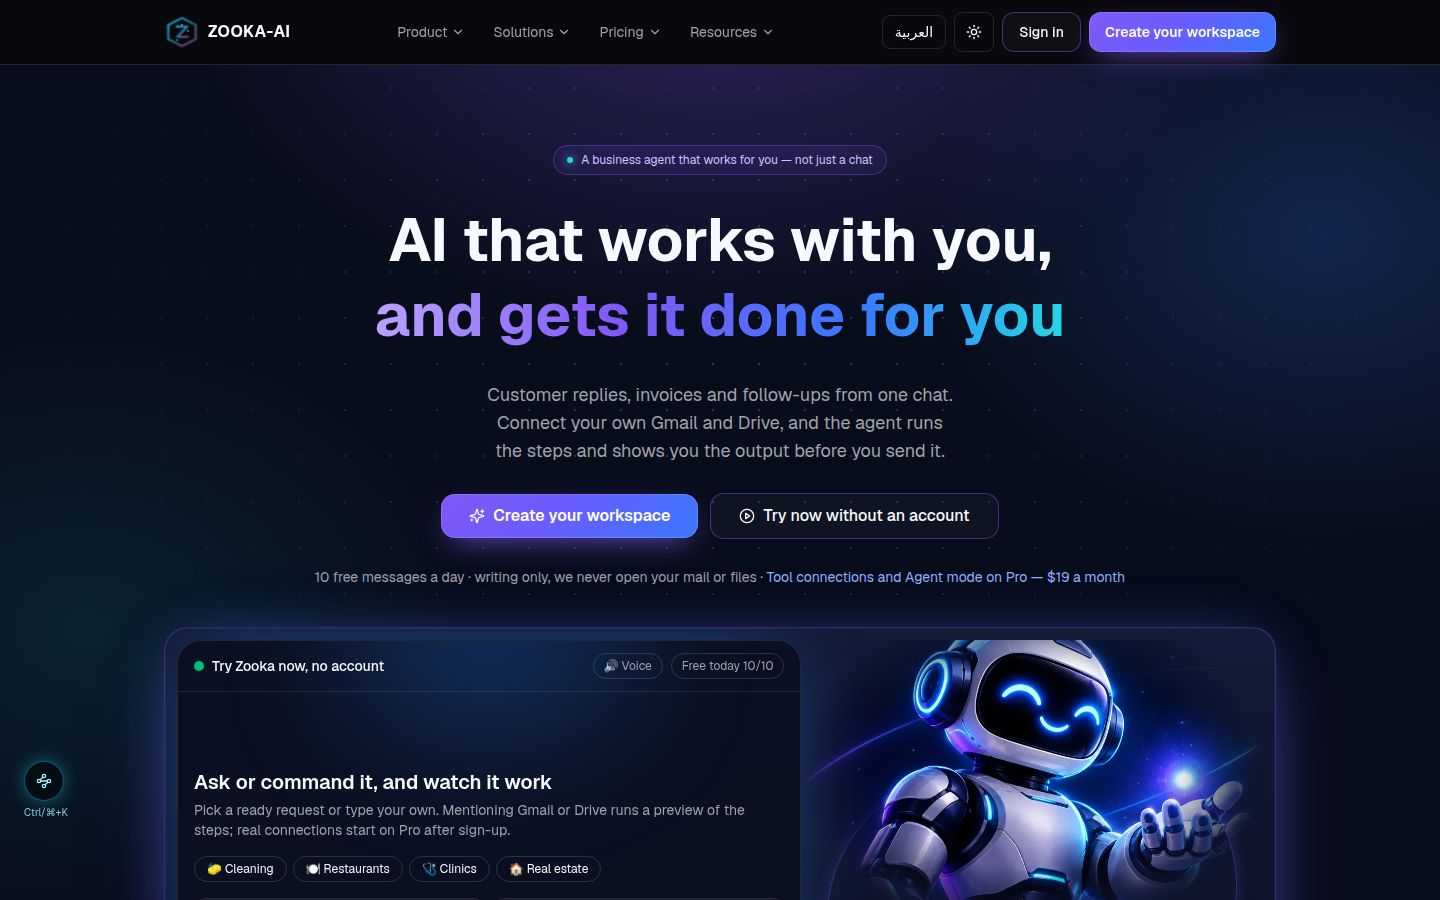 ZOOKA-AI
Product
Solutions
Pricing
Resources
العربية
Sign in
Create your workspace
A business agent that works for you — not just a chat
AI that works with you,
and gets it done for you
Customer replies, invoices and follow-ups from one chat.
Connect your own Gmail and Drive, and the agent runs
the steps and shows you the output before you send it.
Create your workspace
Try now without an account
10 free messages a day · writing only, we never open your mail or files · Tool connections and Agent mode on Pro — $19 a month
Try Zooka now, no account
🔊 Voice
Free today 10/10
Ask or command it, and watch it work
Pick a ready request or type your own. Mentioning Gmail or Drive runs a preview of the
steps; real connections start on Pro after sign-up.
🧽 Cleaning
🍽️ Restaurants
🩺 Clinics
🏠 Real estate
Ctrl/⌘+K